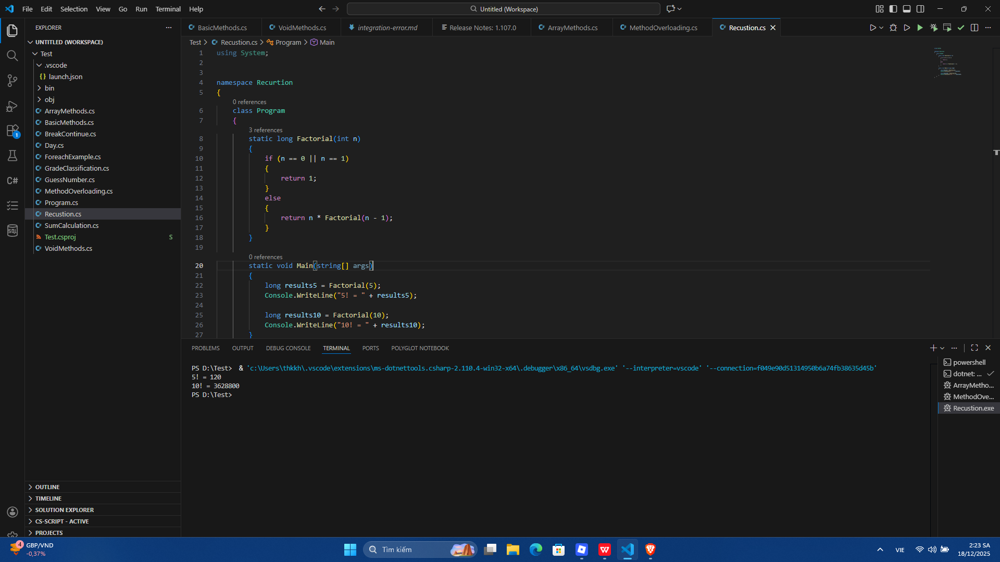 File Edit Selection View Go Run Terminal Help
Untitled (Workspace)
EXPLORER
BasicMethods.cs
VoidMethods.cs
integration-error.md
Release Notes: 1.107.0
ArrayMethods.cs
MethodOverloading.cs
Recustion.cs
UNTITLED (WORKSPACE)
Test
.vscode
launch.json
bin
obj
ArrayMethods.cs
BasicMethods.cs
BreakContinue.cs
Day.cs
ForeachExample.cs
GradeClassification.cs
GuessNumber.cs
MethodOverloading.cs
Program.cs
Recustion.cs
SumCalculation.cs
Test.csproj S
VoidMethods.cs
C#
SQL
1
OUTLINE
TIMELINE
SOLUTION EXPLORER
CS-SCRIPT - ACTIVE
PROJECTS
Test > Recustion.cs > Program > Main
1 using System;
2
3
4 namespace Recurtion
5 {
0 references
6 class Program
7 {
3 references
8 static long Factorial(int n)
9 {
10 if (n == 0 || n == 1)
11 {
12 return 1;
13 }
14 else
15 {
16 return n * Factorial(n - 1);
17 }
18 }
19
0 references
20 static void Main(string[] args)
21 {
22 long results5 = Factorial(5);
23 Console.WriteLine("5! = " + results5);
24
25 long results10 = Factorial(10);
26 Console.WriteLine("10! = " + results10);
27 }
PROBLEMS OUTPUT DEBUG CONSOLE TERMINAL PORTS POLYGLOT NOTEBOOK
PS D:\Test> & 'c:\Users\thkkh\.vscode\extensions\ms-dotnettools.csharp-2.110.4-win32-x64\.debugger\x86_64\vsdbg.exe' '--interpreter=vscode' '--connection=f049e90d51314950b6a74fb38635d45b'
5! = 120
10! = 3628800
PS D:\Test>
powershell
dotnet: ...
ArrayMetho...
MethodOve...
Recustion.exe
4
GBP/VND
-0,37%
Tìm kiếm
VIE
2:23 SA
18/12/2025